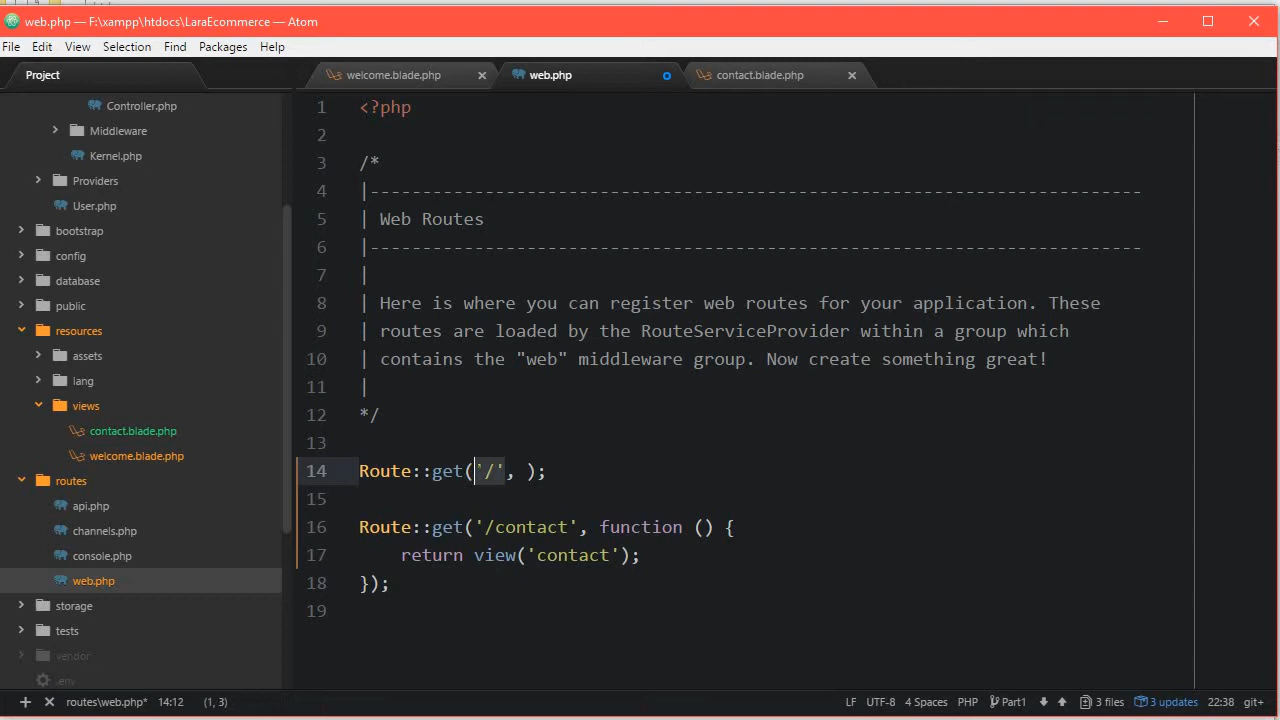 web.php — F:\xampp\htdocs\LaraEcommerce — Atom
File Edit View Selection Find Packages Help
Project
welcome.blade.php
web.php
contact.blade.php
Controller.php
Middleware
Kernel.php
Providers
User.php
bootstrap
config
database
public
resources
assets
lang
views
contact.blade.php
welcome.blade.php
routes
api.php
channels.php
console.php
web.php
storage
tests
vendor
.env
1 <?php
2
3 /*
4 |--------------------------------------------------------------------------
5 | Web Routes
6 |--------------------------------------------------------------------------
7 |
8 | Here is where you can register web routes for your application. These
9 | routes are loaded by the RouteServiceProvider within a group which
10 | contains the "web" middleware group. Now create something great!
11 |
12 */
13
14 Route::get('/', );
15
16 Route::get('/contact', function () {
17     return view('contact');
18 });
19
routes\web.php* 14:12 (1, 3) LF UTF-8 4 Spaces PHP Part1 3 files 3 updates 22:38 git+